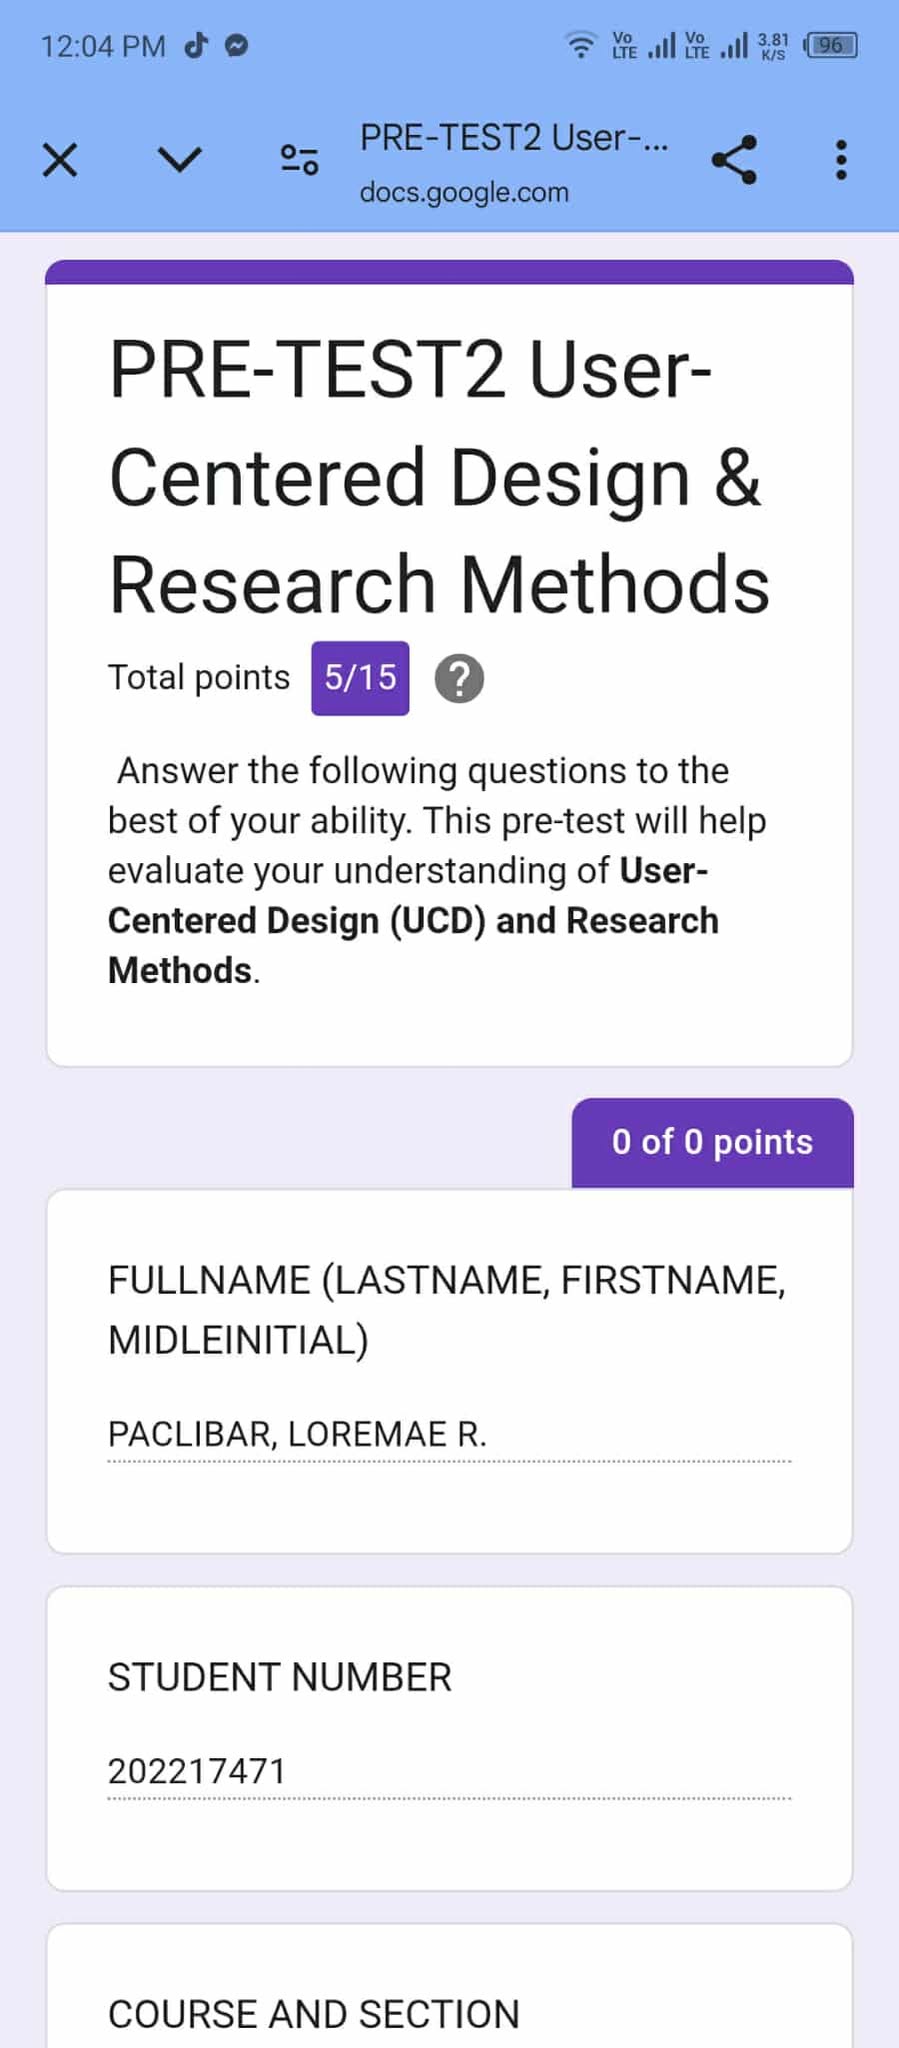 12:04 PM
Vo LTE Vo LTE 3.81 K/S 96
PRE-TEST2 User-...
docs.google.com
PRE-TEST2 User-
Centered Design &
Research Methods
Total points 5/15 ?
Answer the following questions to the
best of your ability. This pre-test will help
evaluate your understanding of User-
Centered Design (UCD) and Research
Methods.
0 of 0 points
FULLNAME (LASTNAME, FIRSTNAME,
MIDLEINITIAL)
PACLIBAR, LOREMAE R.
STUDENT NUMBER
202217471
COURSE AND SECTION